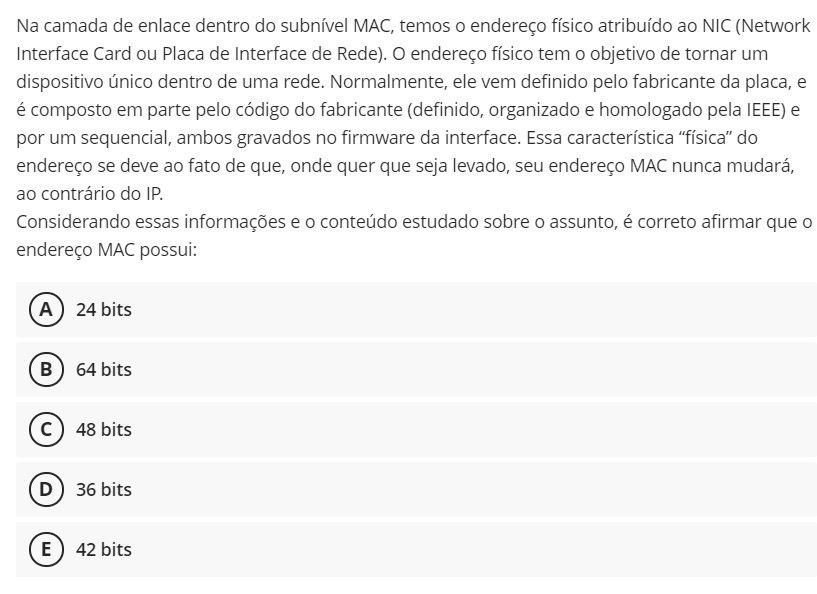 Na camada de enlace dentro do subnível MAC, temos o endereço físico atribuído ao NIC (Network
Interface Card ou Placa de Interface de Rede). O endereço físico tem o objetivo de tornar um
dispositivo único dentro de uma rede. Normalmente, ele vem definido pelo fabricante da placa, e
é composto em parte pelo código do fabricante (definido, organizado e homologado pela IEEE) e
por um sequencial, ambos gravados no firmware da interface. Essa característica “física” do
endereço se deve ao fato de que, onde quer que seja levado, seu endereço MAC nunca mudará,
ao contrário do IP.
Considerando essas informações e o conteúdo estudado sobre o assunto, é correto afirmar que o
endereço MAC possui:
A 24 bits
B 64 bits
C 48 bits
D 36 bits
E 42 bits